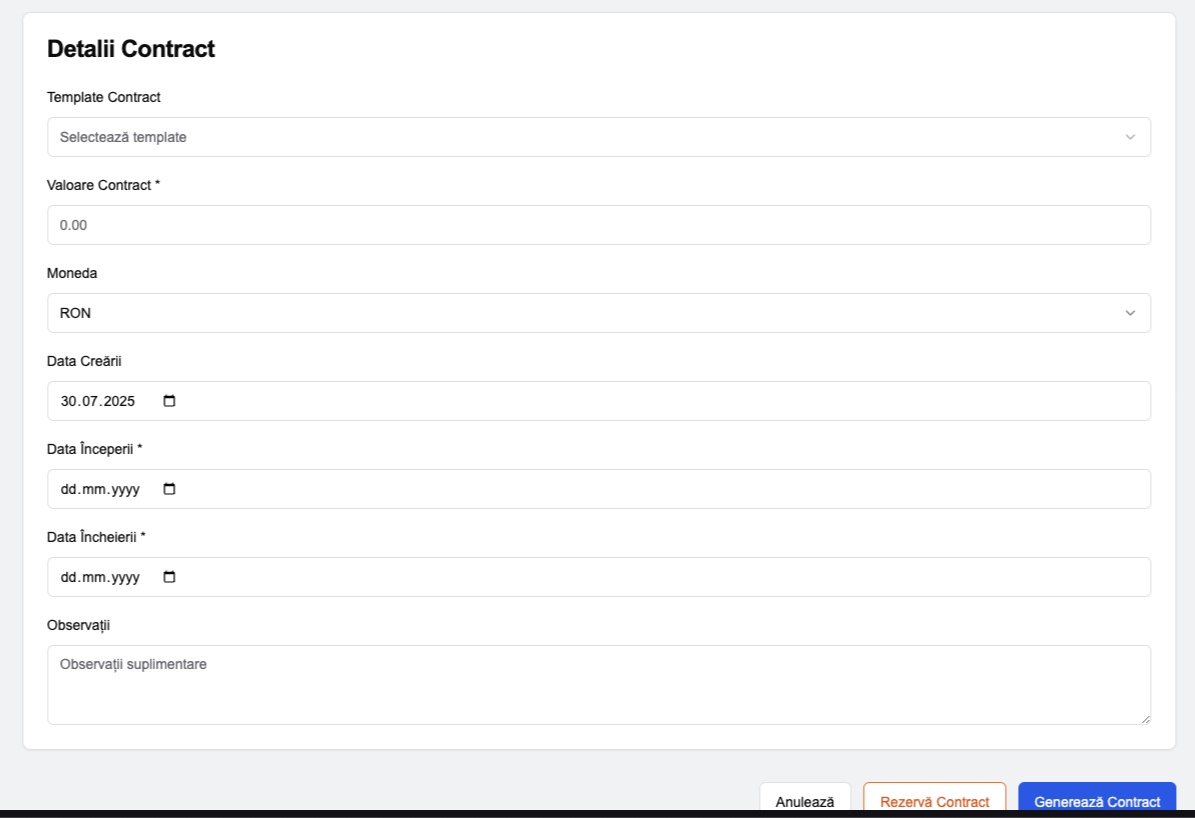 Detalii Contract
Template Contract
Selectează template
Valoare Contract *
0.00
Moneda
RON
Data Creării
30.07.2025
Data Începerii *
dd.mm.yyyy
Data Încheierii *
dd.mm.yyyy
Observații
Observații suplimentare
Anulează Rezervă Contract Generează Contract